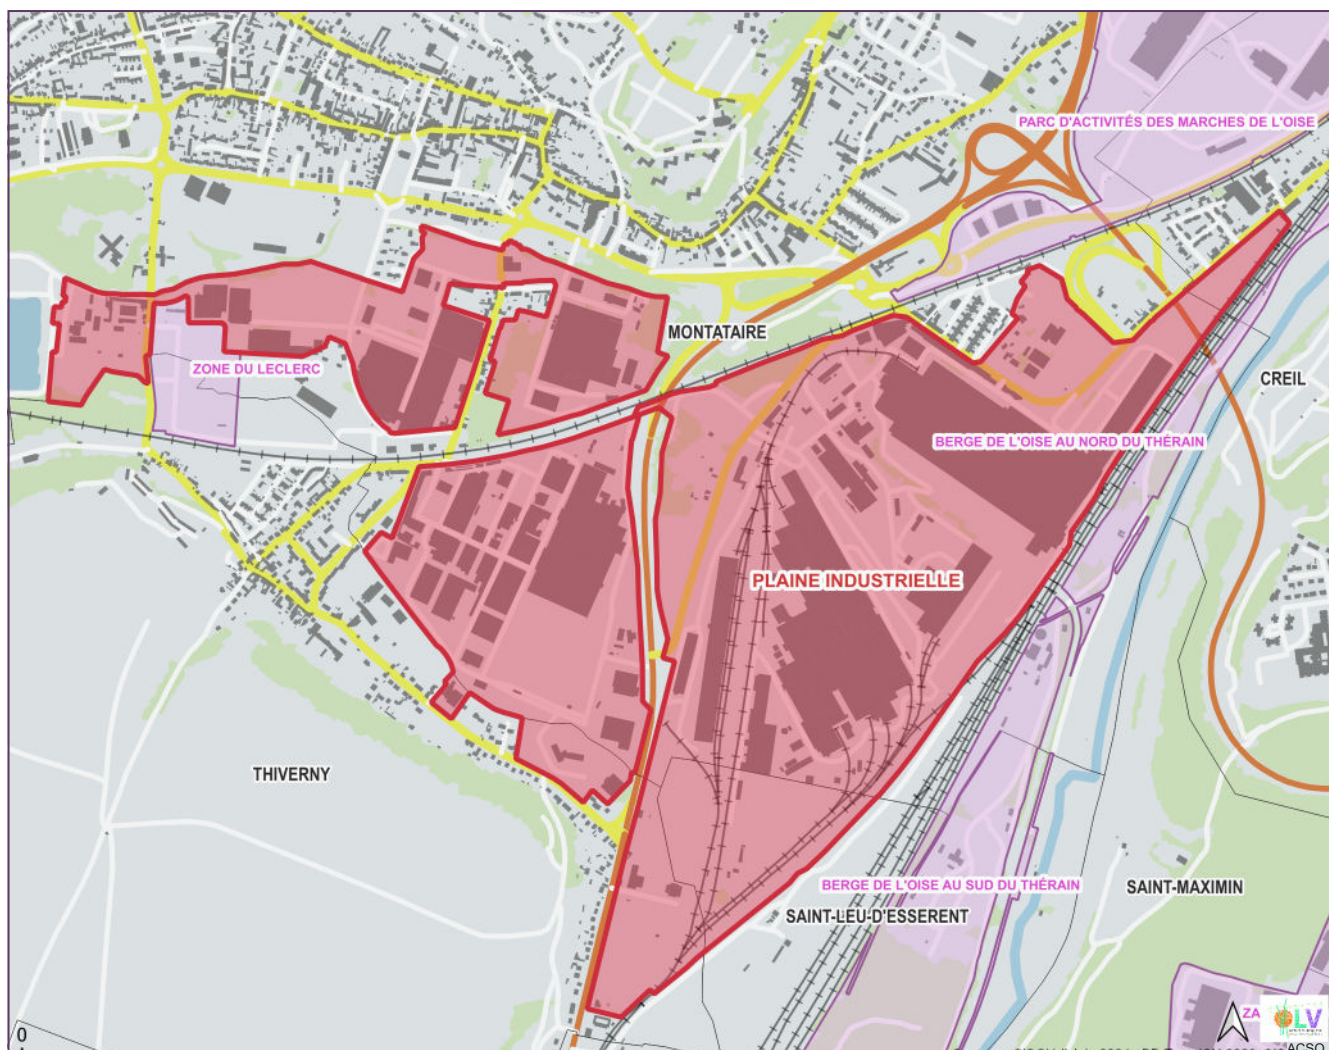 PARC D'ACTIVITÉS DES MARCHES DE L'OISE
MONTATAIRE
ZONE DU LECLERC
CREIL
BERGE DE L'OISE AU NORD DU THÉRAIN
PLAINE INDUSTRIELLE
THIVERNY
BERGE DE L'OISE AU SUD DU THÉRAIN
SAINT-MAXIMIN
SAINT-LEU-D'ESSERENT
ZA
LV
0
ACSO